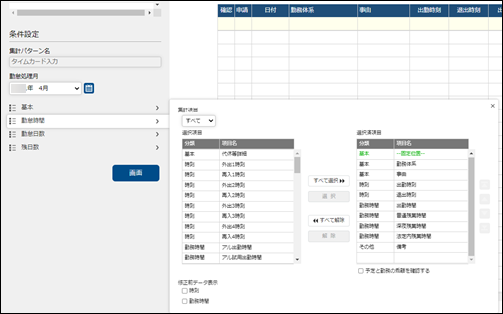 確認 申請 日付 勤務体系 事由 出勤時刻 退出時刻
条件設定
集計パターン名
タイムカード入力
勤怠処理月
年 4月
基本
勤怠時間
勤怠日数
残日数
画面
集計項目
すべて
選択項目
分類 項目名
基本 代休等詳細
時刻 外出1時刻
時刻 再入1時刻
時刻 外出2時刻
時刻 再入2時刻
時刻 外出3時刻
時刻 再入3時刻
時刻 外出4時刻
時刻 再入4時刻
勤務時間 アル出勤時間
勤務時間 アル試用出勤時間
すべて選択
選択
すべて解除
解除
選択済項目
分類 項目名
基本 --固定位置--
基本 勤務体系
基本 事由
時刻 出勤時刻
時刻 退出時刻
勤務時間 出勤時間
勤務時間 普通残業時間
勤務時間 深夜残業時間
勤務時間 法定内残業時間
その他 備考
予定と勤務の乖離を確認する
修正前データ表示
時刻
勤務時間